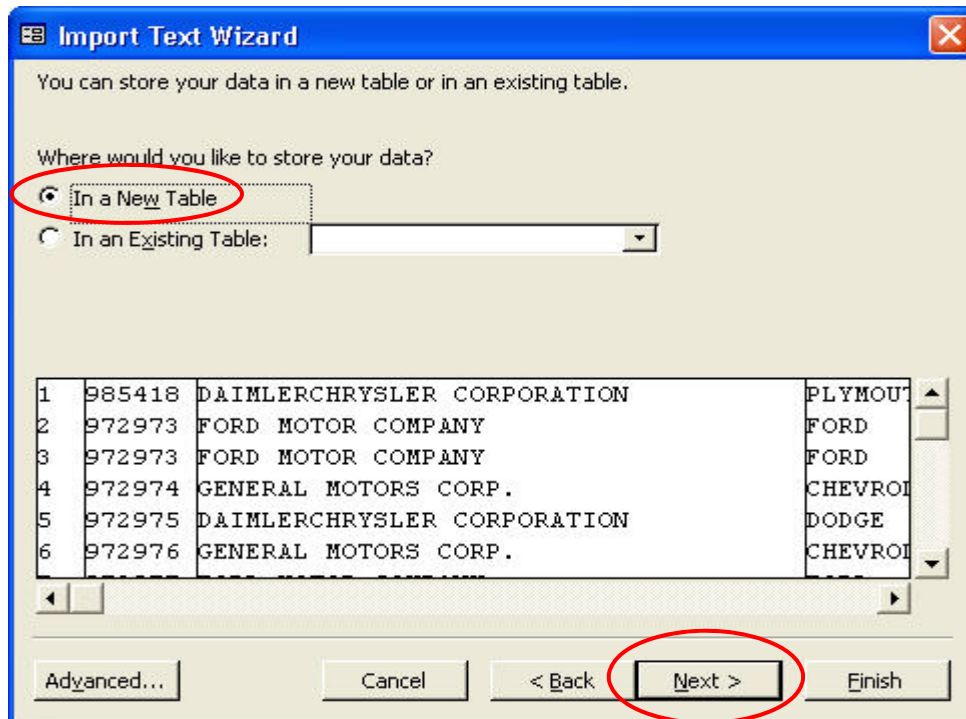 Import Text Wizard
You can store your data in a new table or in an existing table.
Where would you like to store your data?
In a New Table
In an Existing Table:
1 985418 DAIMLERCHRYSLER CORPORATION PLYMOUT
2 972973 FORD MOTOR COMPANY FORD
3 972973 FORD MOTOR COMPANY FORD
4 972974 GENERAL MOTORS CORP. CHEVROL
5 972975 DAIMLERCHRYSLER CORPORATION DODGE
6 972976 GENERAL MOTORS CORP. CHEVROL
Advanced... Cancel < Back Next > Finish